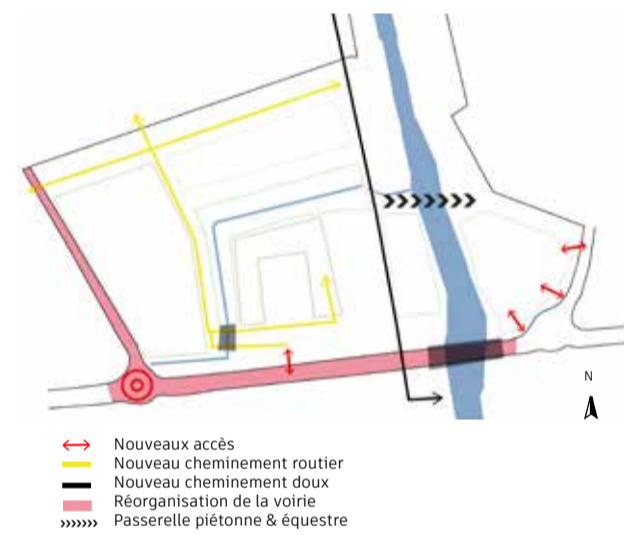 N
Nouveaux accès
Nouveau cheminement routier
Nouveau cheminement doux
Réorganisation de la voirie
Passerelle piétonne & équestre